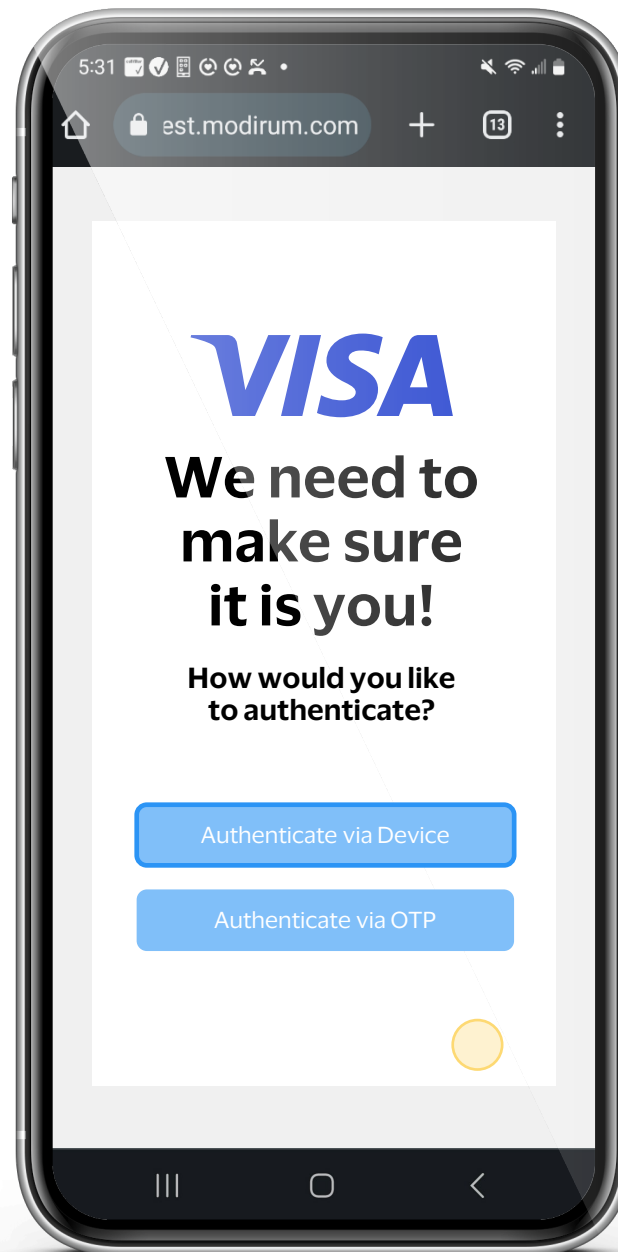 5:31
est.modirum.com
13
VISA
We need to
make sure
it is you!
How would you like
to authenticate?
Authenticate via Device
Authenticate via OTP